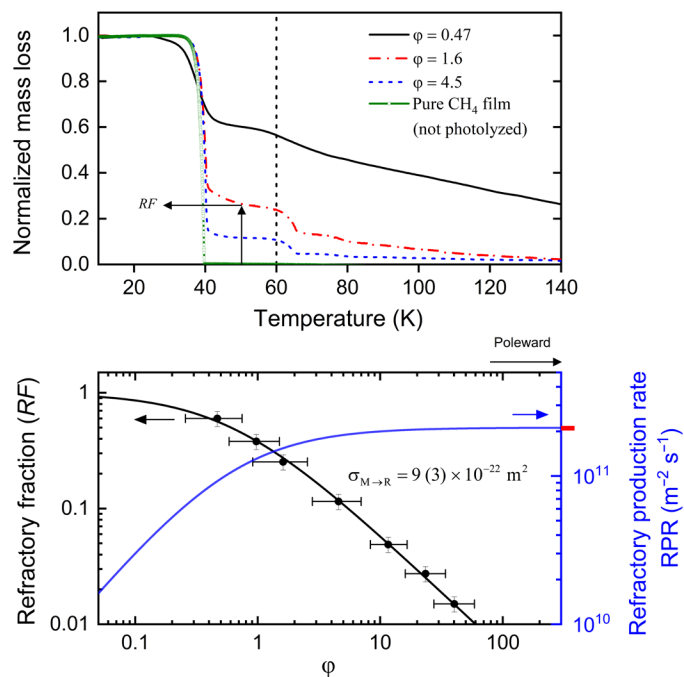 φ = 0.47
φ = 1.6
φ = 4.5
Pure CH₄ film
(not photolyzed)
Normalized mass loss
1.0
0.8
0.6
0.4
0.2
0.0
RF
20 40 60 80 100 120 140
Temperature (K)
Poleward
Refractory fraction (RF)
1
0.1
0.01
σM→R = 9 (3) × 10⁻²² m²
10¹¹
10¹⁰
Refractory production rate
RPR (m⁻² s⁻¹)
0.1 1 10 100
φ